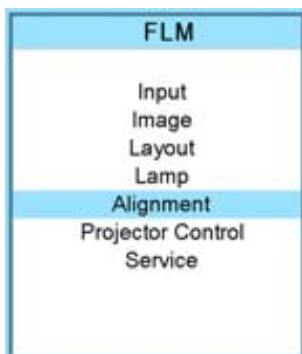 FLM
Input
Image
Layout
Lamp
Alignment
Projector Control
Service